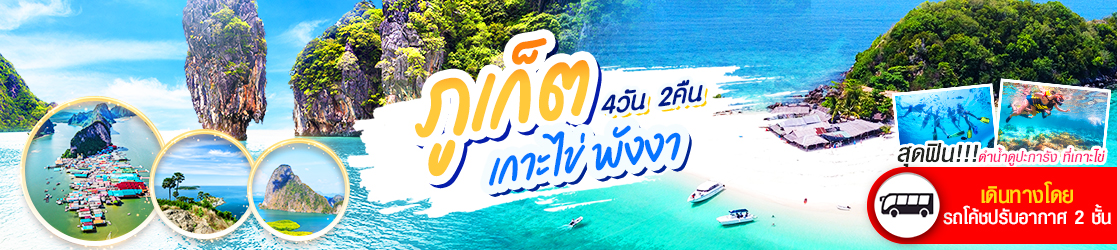 ภูเก็ต
4วัน 2คืน
เกาะไข่ พังงา
สุดฟิน!!! ดำน้ำดูปะการัง ที่เกาะไข่
เดินทางโดย
รถโค้ชปรับอากาศ 2 ชั้น